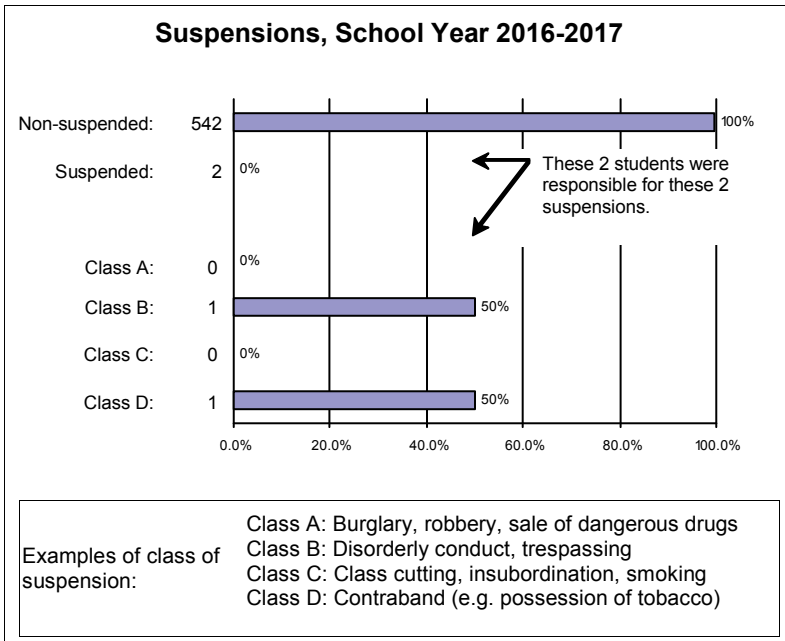 Suspensions, School Year 2016-2017
Non-suspended: 542 100%
Suspended: 2 0%
These 2 students were
responsible for these 2
suspensions.
Class A: 0 0%
Class B: 1 50%
Class C: 0 0%
Class D: 1 50%
0.0% 20.0% 40.0% 60.0% 80.0% 100.0%
Examples of class of
suspension:
Class A: Burglary, robbery, sale of dangerous drugs
Class B: Disorderly conduct, trespassing
Class C: Class cutting, insubordination, smoking
Class D: Contraband (e.g. possession of tobacco)